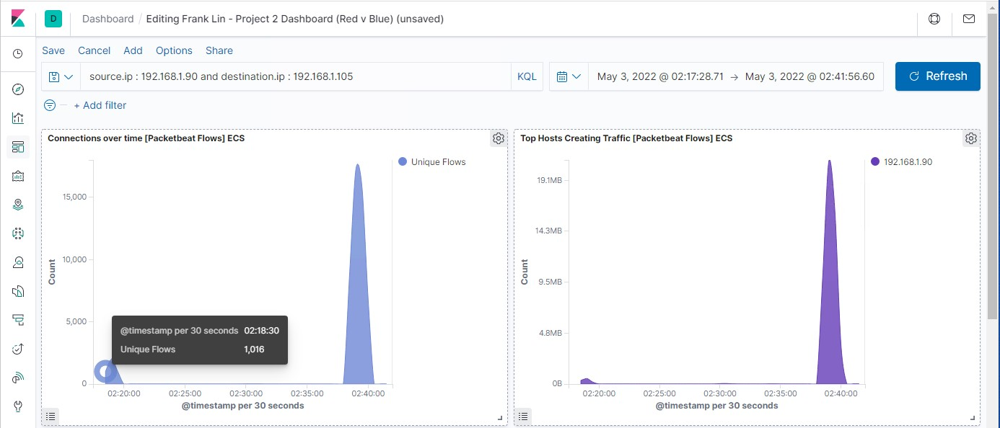 D Dashboard / Editing Frank Lin - Project 2 Dashboard (Red v Blue) (unsaved)
Save Cancel Add Options Share
source.ip : 192.168.1.90 and destination.ip : 192.168.1.105 KQL May 3, 2022 @ 02:17:28.71 → May 3, 2022 @ 02:41:56.60 Refresh
+ Add filter
Connections over time [Packetbeat Flows] ECS
Unique Flows
15,000
10,000
5,000
0
Count
@timestamp per 30 seconds 02:18:30
Unique Flows 1,016
02:20:00 02:25:00 02:30:00 02:35:00 02:40:00
@timestamp per 30 seconds
Top Hosts Creating Traffic [Packetbeat Flows] ECS
192.168.1.90
19.1MB
14.3MB
9.5MB
4.8MB
0B
Count
02:20:00 02:25:00 02:30:00 02:35:00 02:40:00
@timestamp per 30 seconds